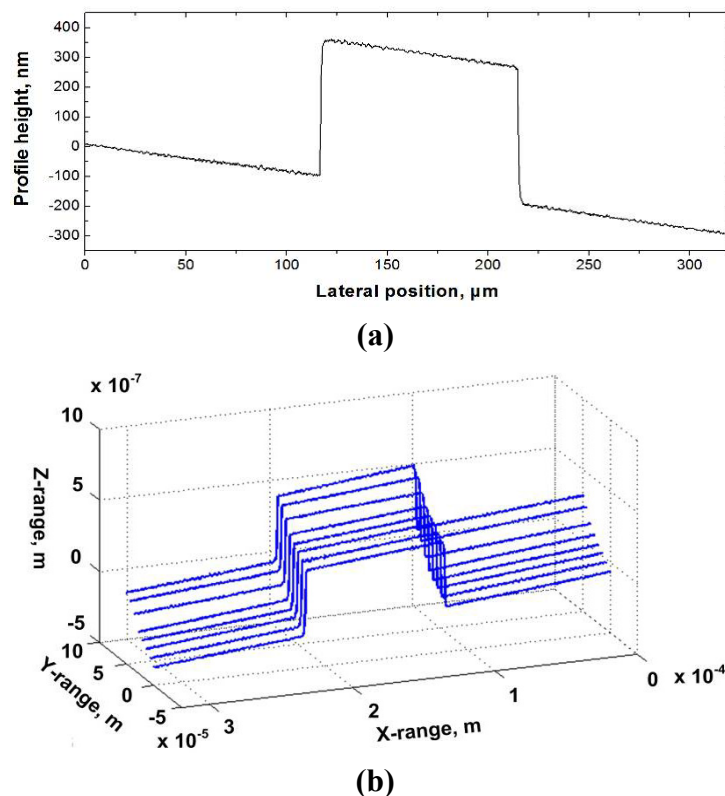 400
300
200
100
0
-100
-200
-300
Profile height, nm
0 50 100 150 200 250 300
Lateral position, µm
(a)
x 10⁻⁷
10
5
0
-5
Z-range, m
10
5
0
-5
Y-range, m
x 10⁻⁵
3 2 1 0
x 10⁻⁴
X-range, m
(b)